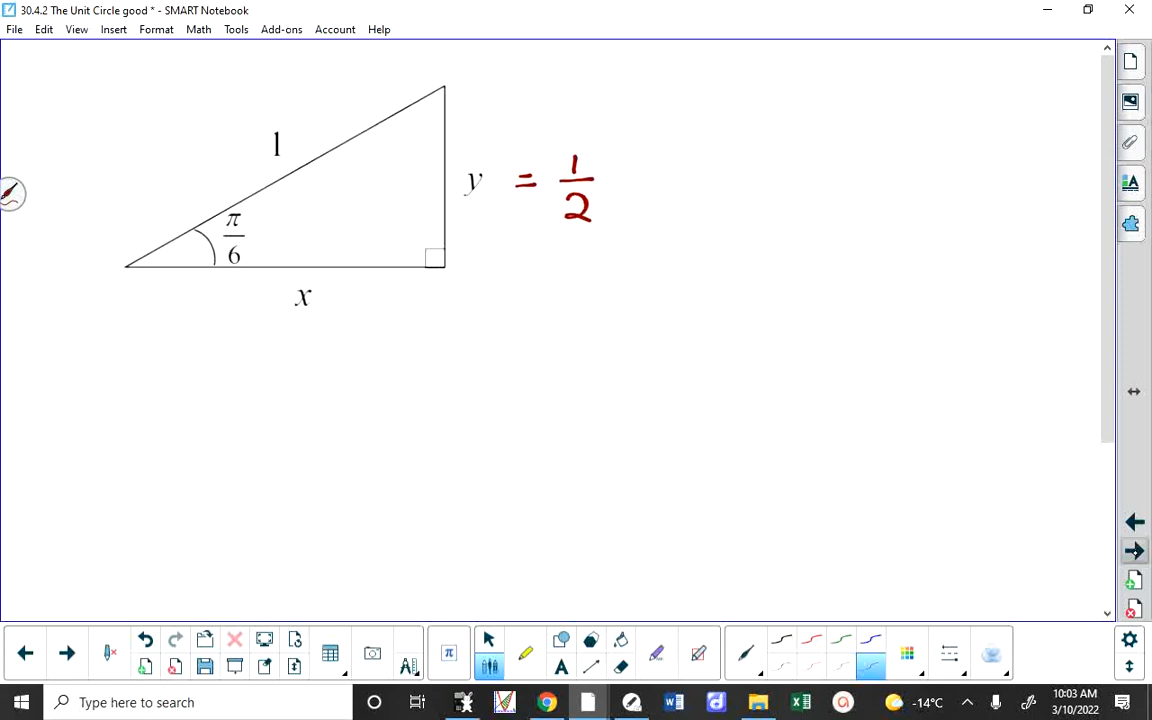 30.4.2 The Unit Circle good * - SMART Notebook
File Edit View Insert Format Math Tools Add-ons Account Help
1
y = 1/2
π/6
x
π
A
Type here to search
-14°C
10:03 AM
3/10/2022